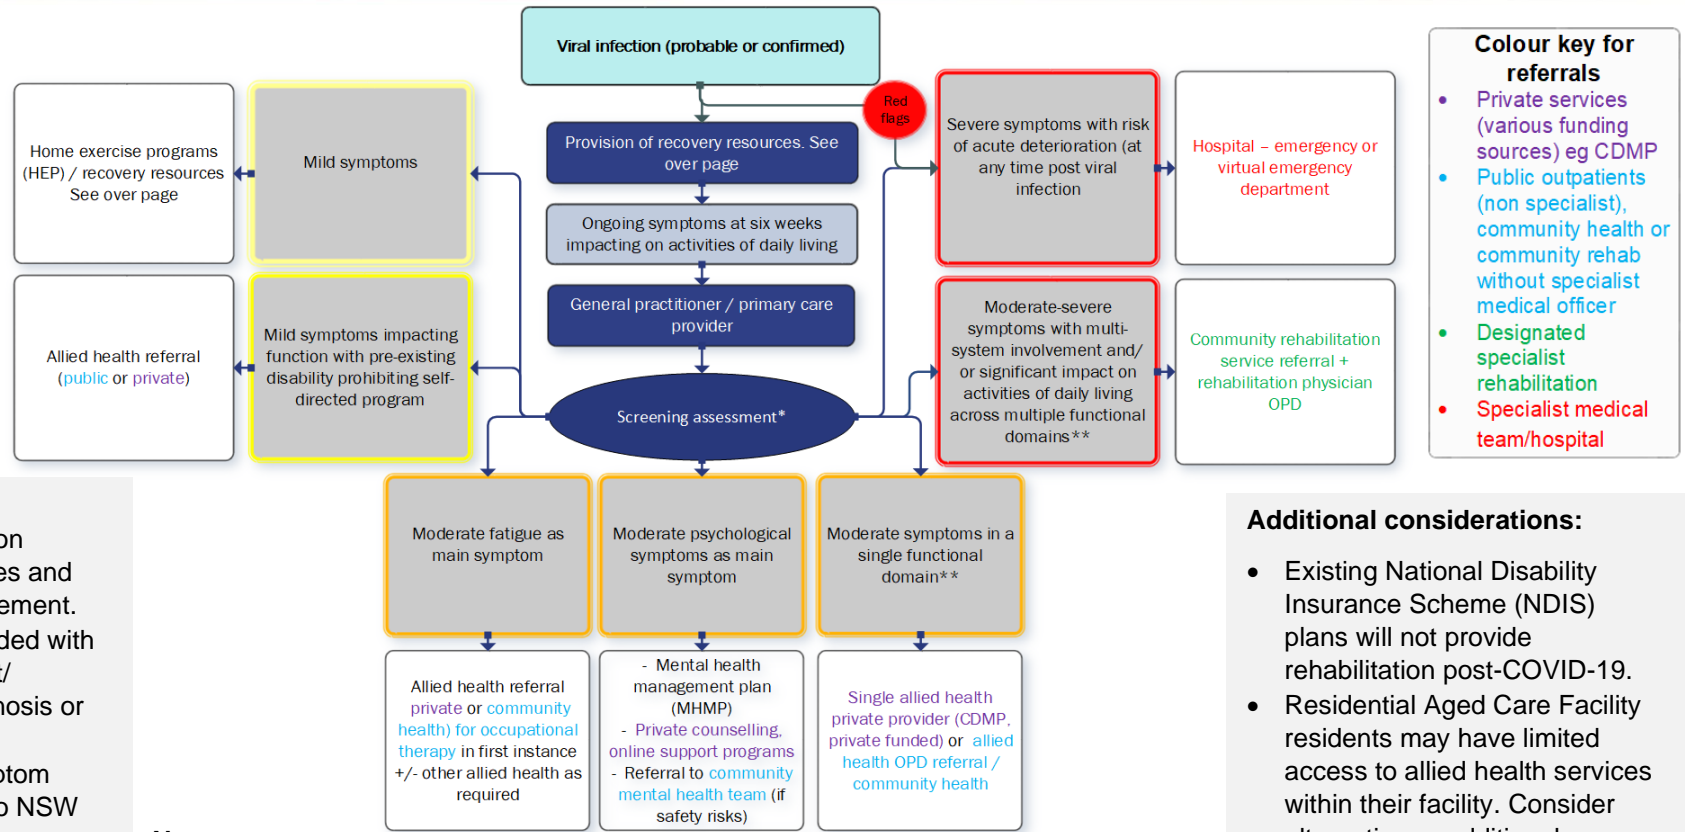 Viral infection (probable or confirmed)
Red
flags
Provision of recovery resources. See
over page
Ongoing symptoms at six weeks
impacting on activities of daily living
General practitioner / primary care
provider
Screening assessment*
Home exercise programs
(HEP) / recovery resources
See over page
Mild symptoms
Allied health referral
(public or private)
Mild symptoms impacting
function with pre-existing
disability prohibiting self-
directed program
Severe symptoms with risk
of acute deterioration (at
any time post viral
infection
Hospital – emergency or
virtual emergency
department
Moderate-severe
symptoms with multi-
system involvement and/
or significant impact on
activities of daily living
across multiple functional
domains**
Community rehabilitation
service referral +
rehabilitation physician
OPD
Moderate fatigue as
main symptom
Moderate psychological
symptoms as main
symptom
Moderate symptoms in a
single functional
domain**
Allied health referral
private or community
health) for occupational
therapy in first instance
+/- other allied health as
required
- Mental health
management plan
(MHMP)
- Private counselling,
online support programs
- Referral to community
mental health team (if
safety risks)
Single allied health
private provider (CDMP,
private funded) or allied
health OPD referral /
community health
Colour key for
referrals
• Private services
(various funding
sources) eg CDMP
• Public outpatients
(non specialist),
community health or
community rehab
without specialist
medical officer
• Designated
specialist
rehabilitation
• Specialist medical
team/hospital
on
es and
ement.
ded with
t/
nosis or
ptom
o NSW
Additional considerations:
• Existing National Disability
Insurance Scheme (NDIS)
plans will not provide
rehabilitation post-COVID-19.
• Residential Aged Care Facility
residents may have limited
access to allied health services
within their facility. Consider